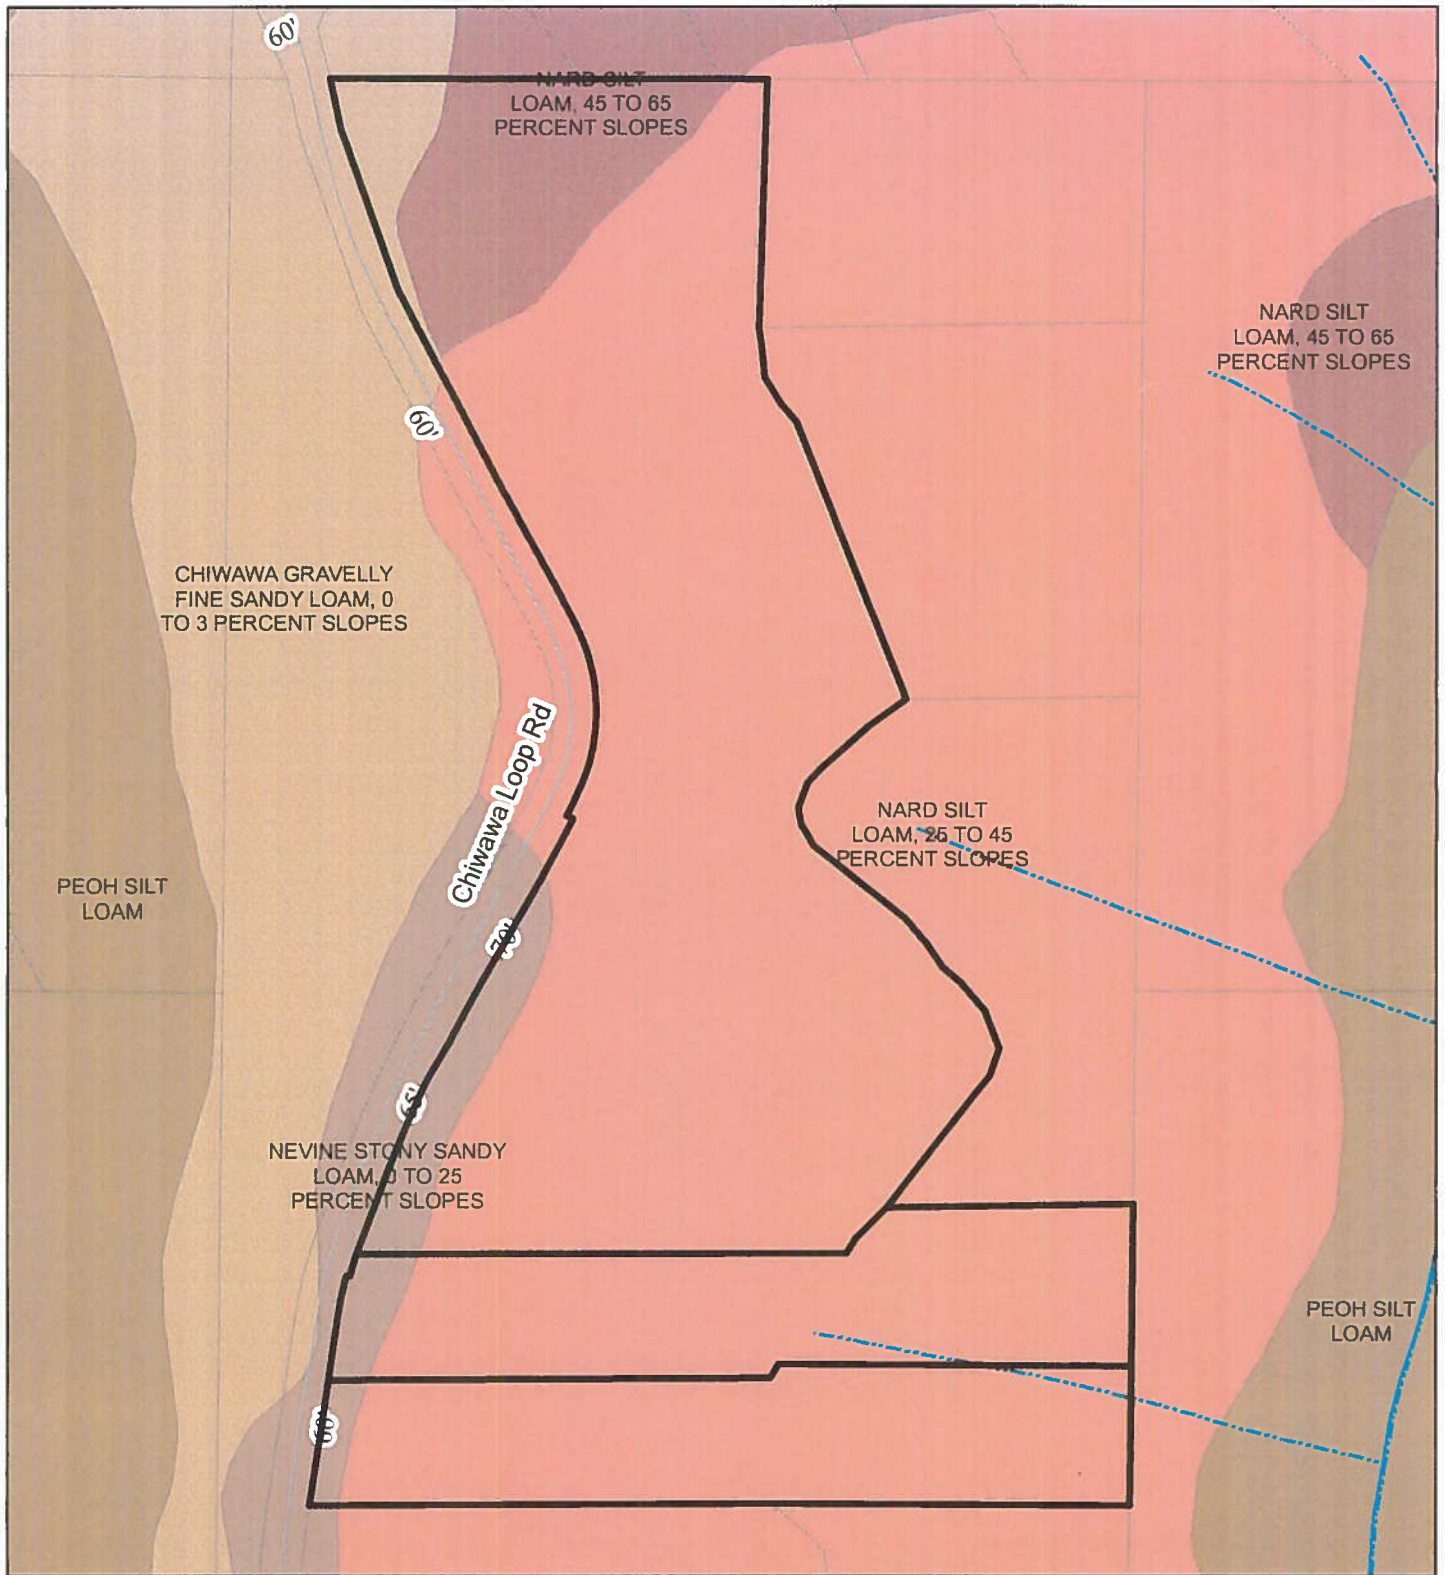 60'
NARD SILT
LOAM, 45 TO 65
PERCENT SLOPES
NARD SILT
LOAM, 45 TO 65
PERCENT SLOPES
60'
CHIWAWA GRAVELLY
FINE SANDY LOAM, 0
TO 3 PERCENT SLOPES
Chiwawa Loop Rd
NARD SILT
LOAM, 25 TO 45
PERCENT SLOPES
PEOH SILT
LOAM
70'
65'
NEVINE STONY SANDY
LOAM, 0 TO 25
PERCENT SLOPES
PEOH SILT
LOAM
60'